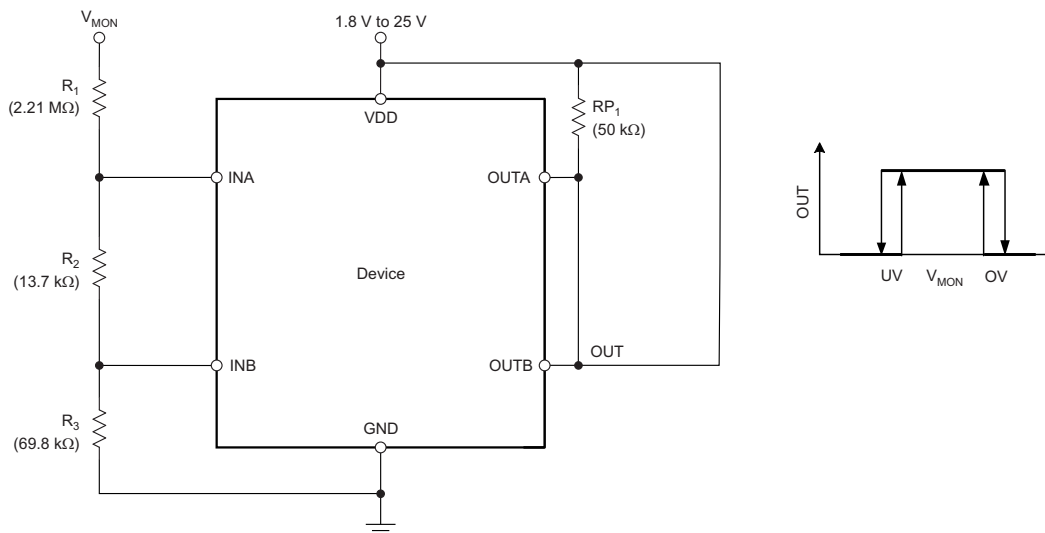 VMON
1.8 V to 25 V
R1
(2.21 MΩ)
VDD
RP1
(50 kΩ)
INA
OUTA
R2
(13.7 kΩ)
Device
INB
OUTB
OUT
R3
(69.8 kΩ)
GND
OUT
UV
VMON
OV